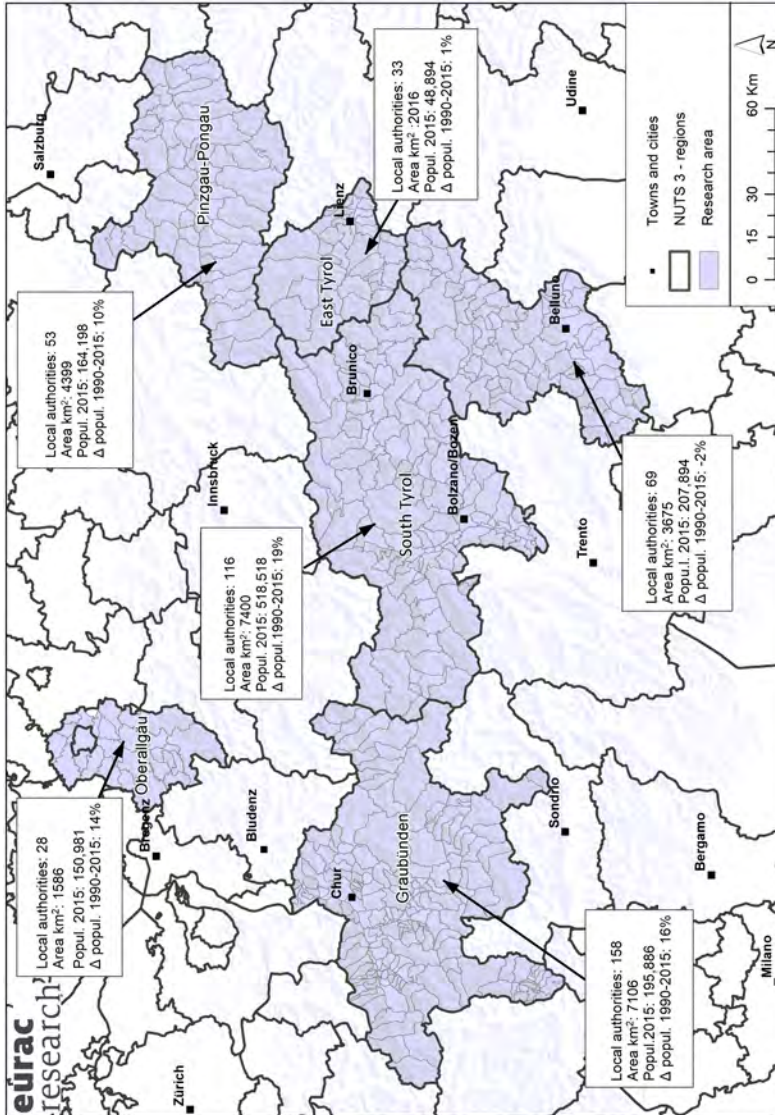 eurac
research
Zürich
Local authorities: 28
Area km²: 1586
Popul. 2015: 150,981
Δ popul. 1990-2015: 14%
Bregenz
Oberallgäu
Bludenz
Local authorities: 116
Area km²: 7400
Popul. 2015: 518,518
Δ popul.1990-2015: 19%
Innsbruck
Local authorities: 53
Area km²: 4399
Popul. 2015: 164,198
Δ popul. 1990-2015: 10%
Salzburg
Pinzgau-Pongau
Local authorities: 33
Area km² :2016
Popul. 2015: 48,894
Δ popul. 1990-2015: 1%
Chur
Graubünden
South Tyrol
Bolzano/Bozen
Brunico
East Tyrol
Lienz
Belluno
Udine
Trento
Sondrio
Bergamo
Milano
Local authorities: 158
Area km²: 7106
Popul.2015: 195,886
Δ popul. 1990-2015: 16%
Local authorities: 69
Area km²: 3675
Popu.l. 2015: 207,894
Δ popul. 1990-2015: -2%
Towns and cities
NUTS 3 - regions
Research area
0 15 30 60 Km
N